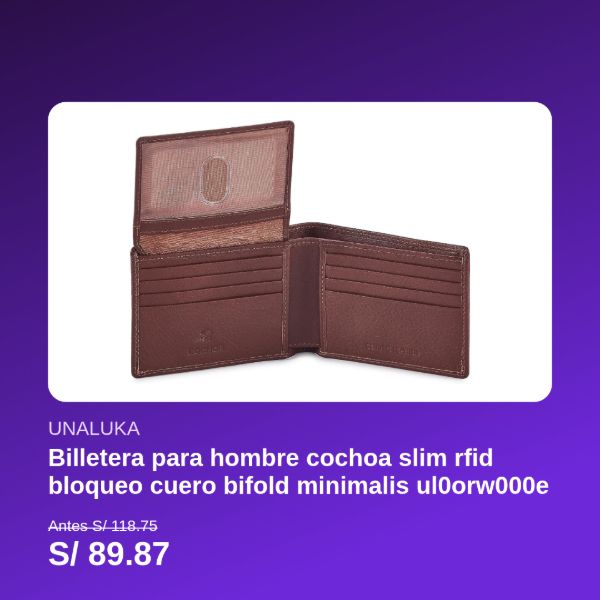 UNALUKA
Billetera para hombre cochoa slim rfid
bloqueo cuero bifold minimalis ul0orw000e
Antes S/ 118.75
S/ 89.87